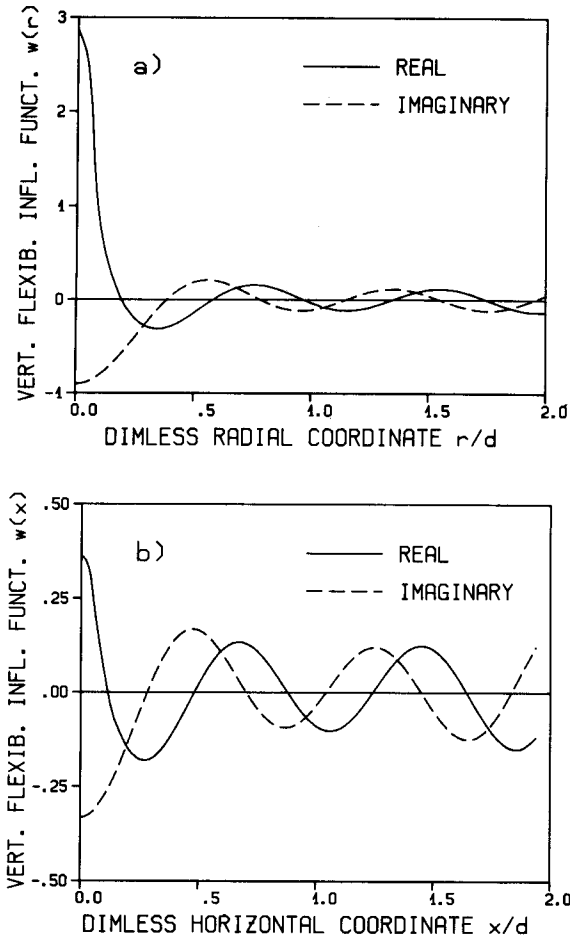 VERT. FLEXIB. INFL. FUNCT. w(r)
3
2
1
0
-1
a)
REAL
IMAGINARY
0.0
.5
1.0
1.5
2.0
DIMLESS RADIAL COORDINATE r/d
VERT. FLEXIB. INFL. FUNCT. w(x)
.50
.25
.00
-.25
-.50
b)
REAL
IMAGINARY
0.0
.5
1.0
1.5
2.0
DIMLESS HORIZONTAL COORDINATE x/d